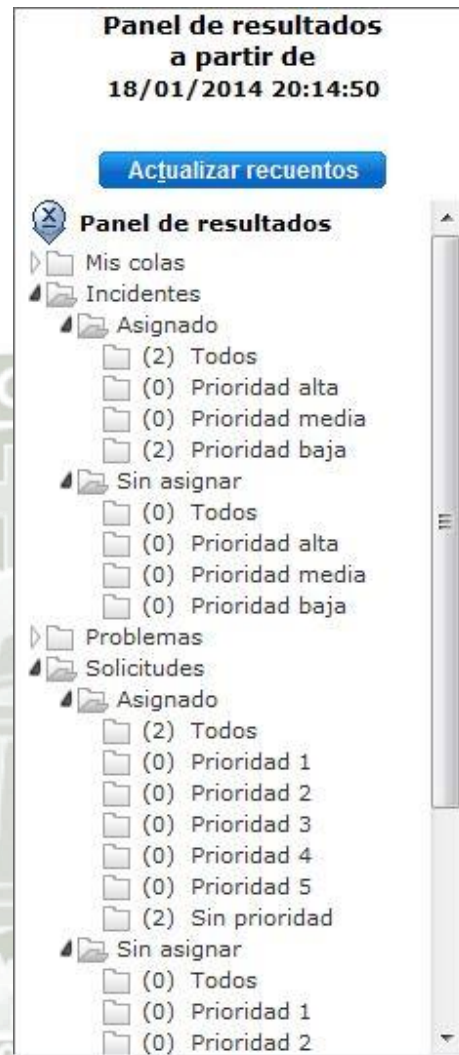 Panel de resultados
a partir de
18/01/2014 20:14:50
Actualizar recuentos
Panel de resultados
Mis colas
Incidentes
Asignado
(2) Todos
(0) Prioridad alta
(0) Prioridad media
(2) Prioridad baja
Sin asignar
(0) Todos
(0) Prioridad alta
(0) Prioridad media
(0) Prioridad baja
Problemas
Solicitudes
Asignado
(2) Todos
(0) Prioridad 1
(0) Prioridad 2
(0) Prioridad 3
(0) Prioridad 4
(0) Prioridad 5
(2) Sin prioridad
Sin asignar
(0) Todos
(0) Prioridad 1
(0) Prioridad 2